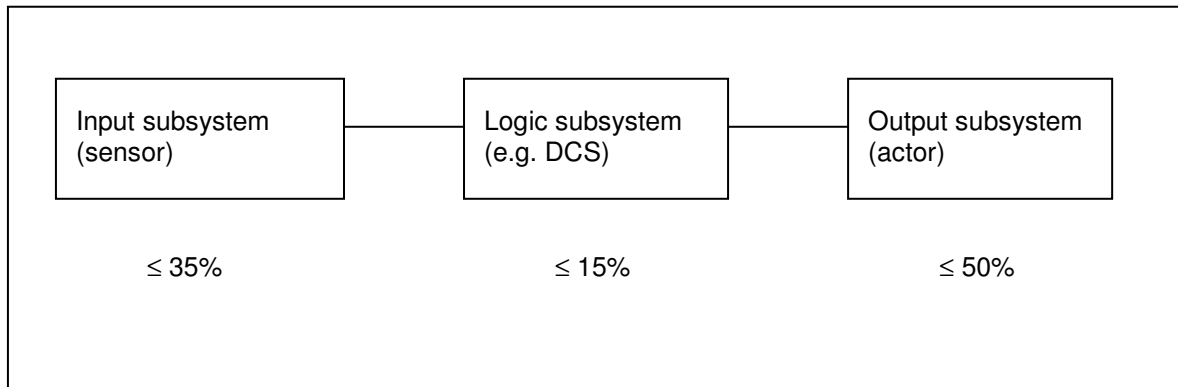 Input subsystem
(sensor)
Logic subsystem
(e.g. DCS)
Output subsystem
(actor)
≤ 35%
≤ 15%
≤ 50%